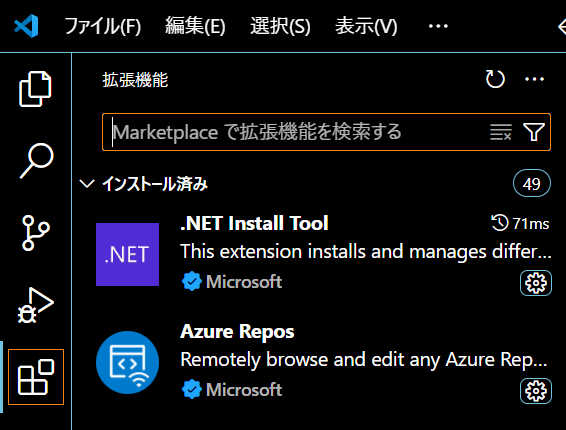 ファイル(F) 編集(E) 選択(S) 表示(V) ···
拡張機能 ···
Marketplace で拡張機能を検索する
インストール済み 49
.NET Install Tool 71ms
.NET
This extension installs and manages differ...
Microsoft
Azure Repos
Remotely browse and edit any Azure Rep...
Microsoft